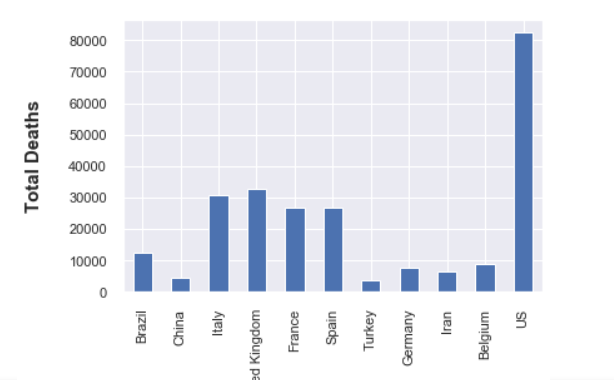 80000
70000
60000
50000
40000
30000
20000
10000
0
Total Deaths
Brazil
China
Italy
ed Kingdom
France
Spain
Turkey
Germany
Iran
Belgium
US